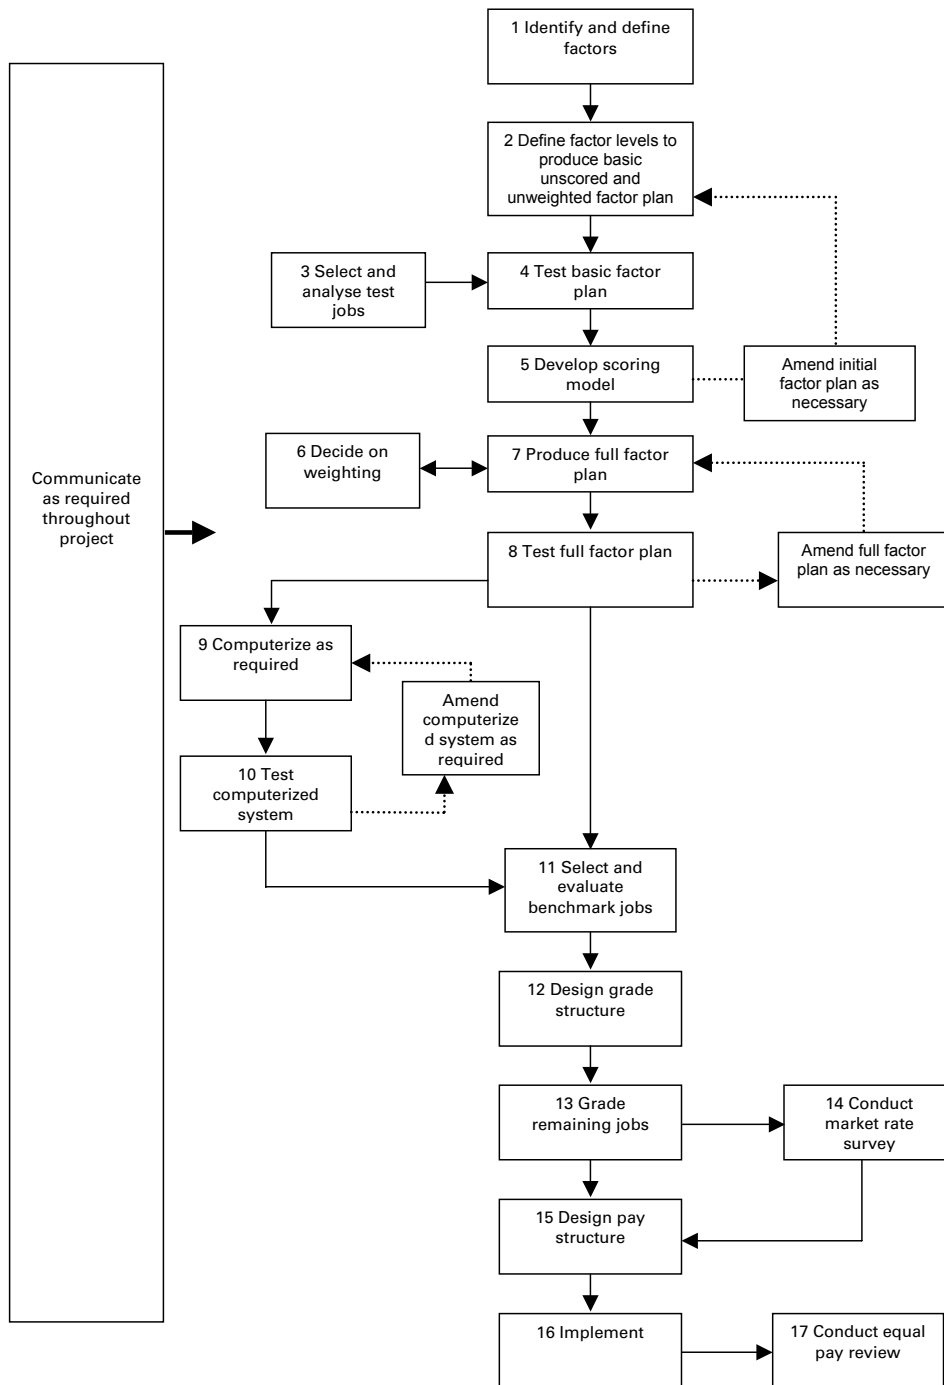 1 Identify and define
factors
2 Define factor levels to
produce basic
unscored and
unweighted factor plan
3 Select and
analyse test
jobs
4 Test basic factor
plan
5 Develop scoring
model
Amend initial
factor plan as
necessary
6 Decide on
weighting
7 Produce full factor
plan
Communicate
as required
throughout
project
8 Test full factor plan
Amend full factor
plan as necessary
9 Computerize as
required
Amend
computerize
d system as
required
10 Test
computerized
system
11 Select and
evaluate
benchmark jobs
12 Design grade
structure
13 Grade
remaining jobs
14 Conduct
market rate
survey
15 Design pay
structure
16 Implement
17 Conduct equal
pay review